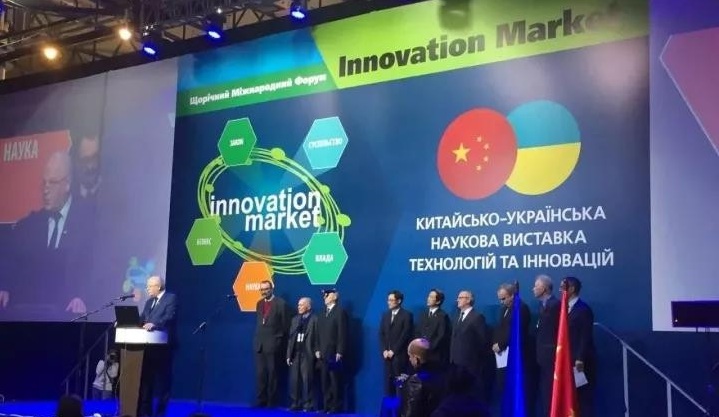 Щорічний Міжнародний Форум
Innovation Market
НАУКА
ЗАКОН
СУСПІЛЬСТВО
innovation
market
БІЗНЕС
ВЛАДА
НАУКА
КИТАЙСЬКО-УКРАЇНСЬКА
НАУКОВА ВИСТАВКА
ТЕХНОЛОГІЙ ТА ІННОВАЦІЙ